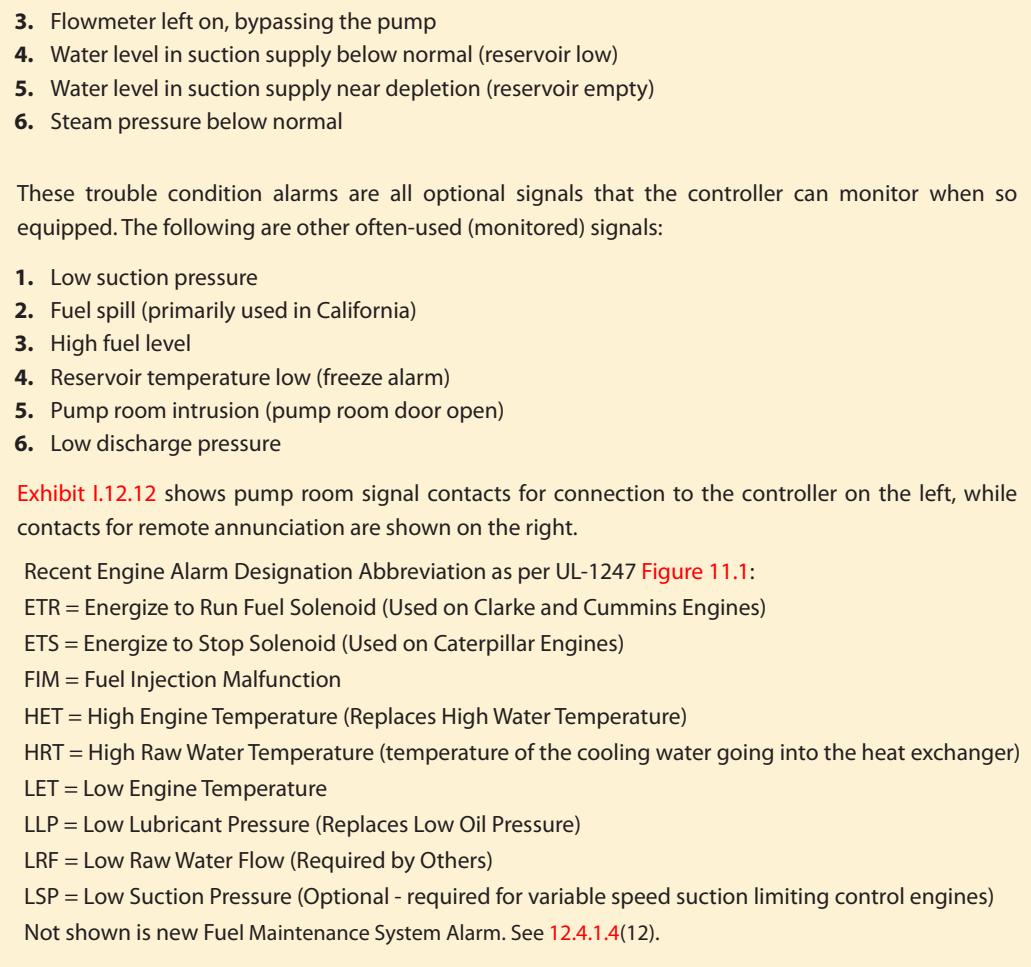 3. Flowmeter left on, bypassing the pump
4. Water level in suction supply below normal (reservoir low)
5. Water level in suction supply near depletion (reservoir empty)
6. Steam pressure below normal
These trouble condition alarms are all optional signals that the controller can monitor when so
equipped. The following are other often-used (monitored) signals:
1. Low suction pressure
2. Fuel spill (primarily used in California)
3. High fuel level
4. Reservoir temperature low (freeze alarm)
5. Pump room intrusion (pump room door open)
6. Low discharge pressure
Exhibit I.12.12 shows pump room signal contacts for connection to the controller on the left, while
contacts for remote annunciation are shown on the right.
Recent Engine Alarm Designation Abbreviation as per UL-1247 Figure 11.1:
ETR = Energize to Run Fuel Solenoid (Used on Clarke and Cummins Engines)
ETS = Energize to Stop Solenoid (Used on Caterpillar Engines)
FIM = Fuel Injection Malfunction
HET = High Engine Temperature (Replaces High Water Temperature)
HRT = High Raw Water Temperature (temperature of the cooling water going into the heat exchanger)
LET = Low Engine Temperature
LLP = Low Lubricant Pressure (Replaces Low Oil Pressure)
LRF = Low Raw Water Flow (Required by Others)
LSP = Low Suction Pressure (Optional - required for variable speed suction limiting control engines)
Not shown is new Fuel Maintenance System Alarm. See 12.4.1.4(12).